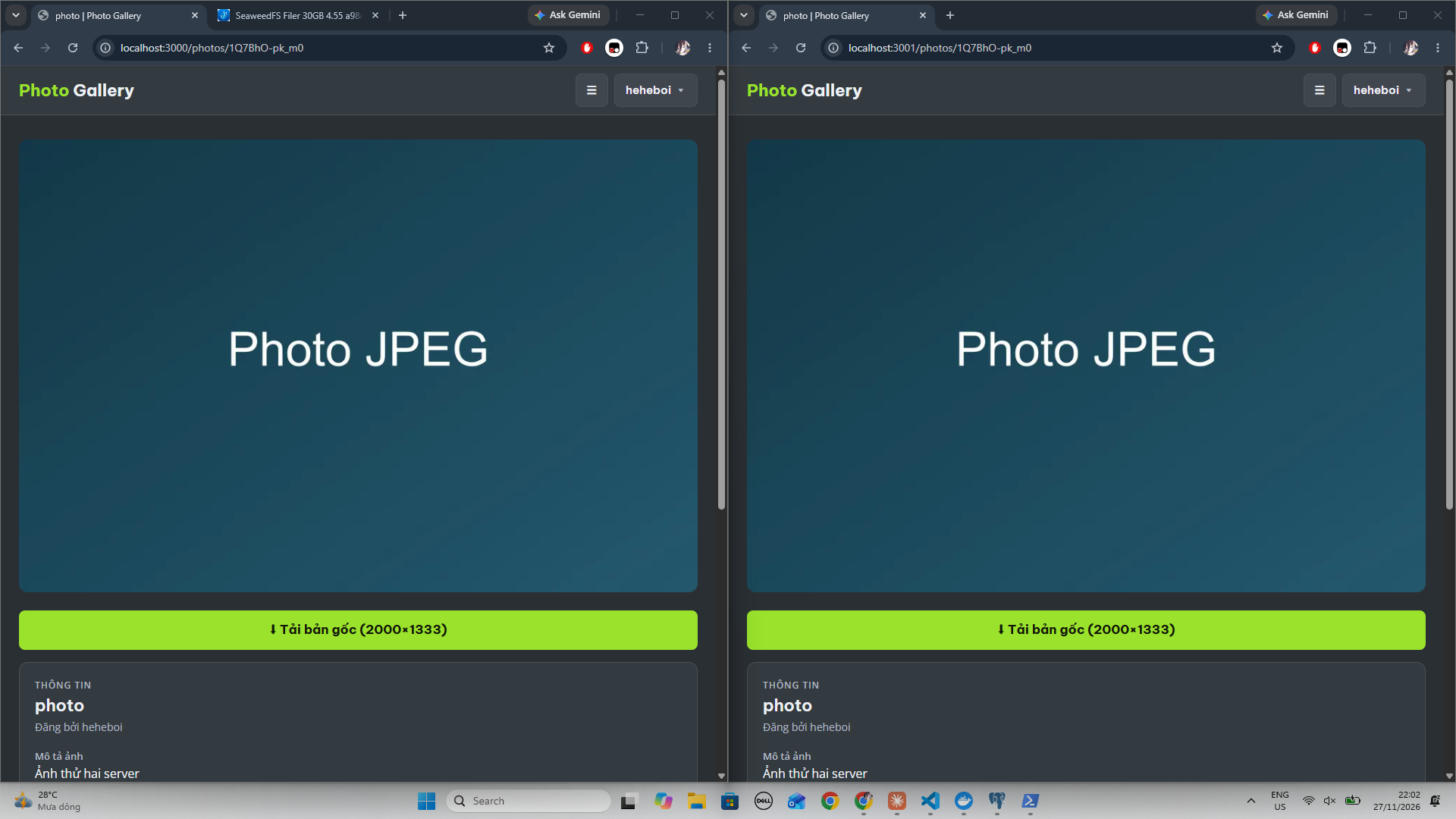 photo | Photo Gallery
SeaweedFS Filer 30GB 4.55 a98
Ask Gemini
localhost:3000/photos/1Q7BhO-pk_m0
Photo Gallery
heheboi
Photo JPEG
⬇ Tải bản gốc (2000×1333)
THÔNG TIN
photo
Đăng bởi heheboi
Mô tả ảnh
Ảnh thử hai server
photo | Photo Gallery
Ask Gemini
localhost:3001/photos/1Q7BhO-pk_m0
Photo Gallery
heheboi
Photo JPEG
⬇ Tải bản gốc (2000×1333)
THÔNG TIN
photo
Đăng bởi heheboi
Mô tả ảnh
Ảnh thử hai server
28°C
Mưa dông
Search
DELL
ENG
US
22:02
27/11/2026